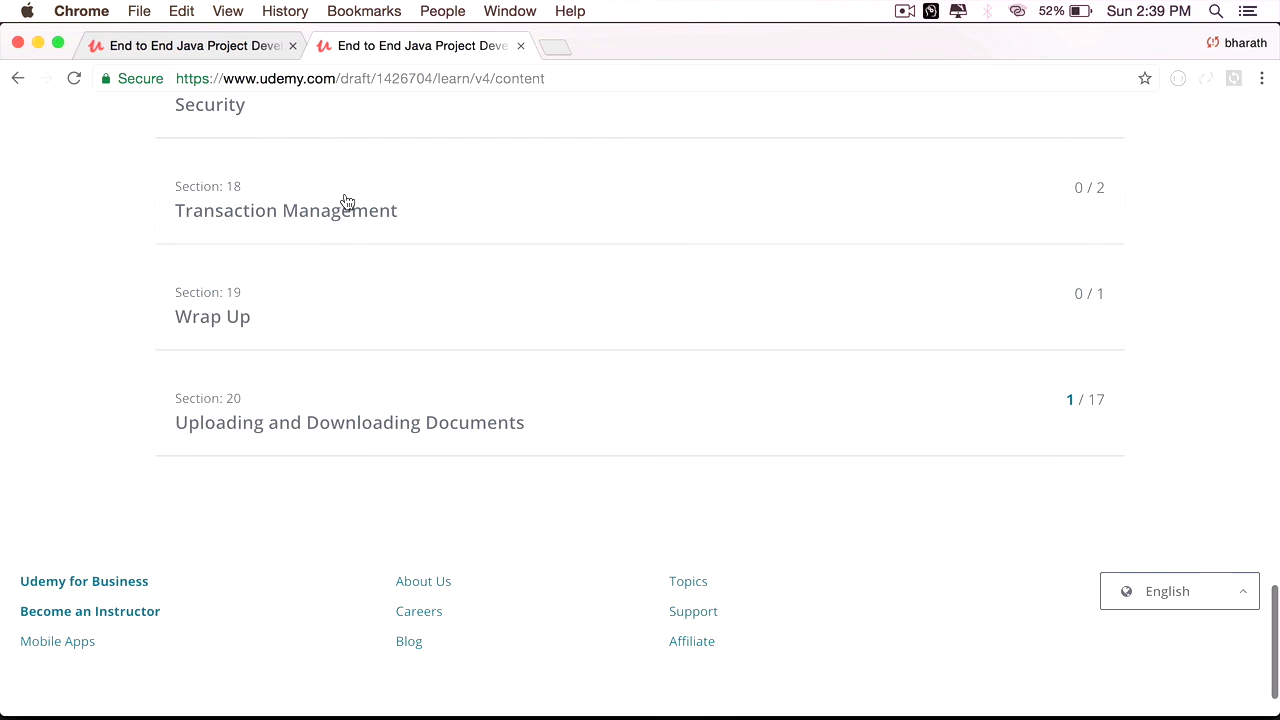 Chrome File Edit View History Bookmarks People Window Help 52% Sun 2:39 PM
End to End Java Project Devel End to End Java Project Deve bharath
Secure https://www.udemy.com/draft/1426704/learn/v4/content
Security
Section: 18 0 / 2
Transaction Management
Section: 19 0 / 1
Wrap Up
Section: 20 1 / 17
Uploading and Downloading Documents
Udemy for Business About Us Topics English
Become an Instructor Careers Support
Mobile Apps Blog Affiliate